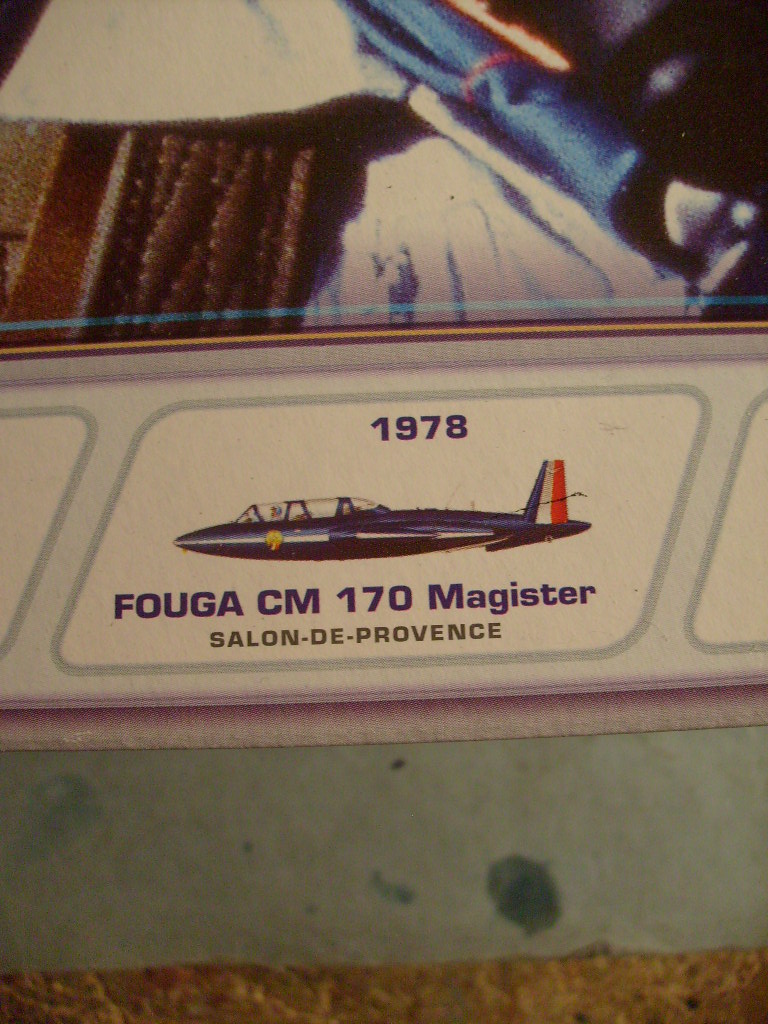 1978
FOUGA CM 170 Magister
SALON-DE-PROVENCE